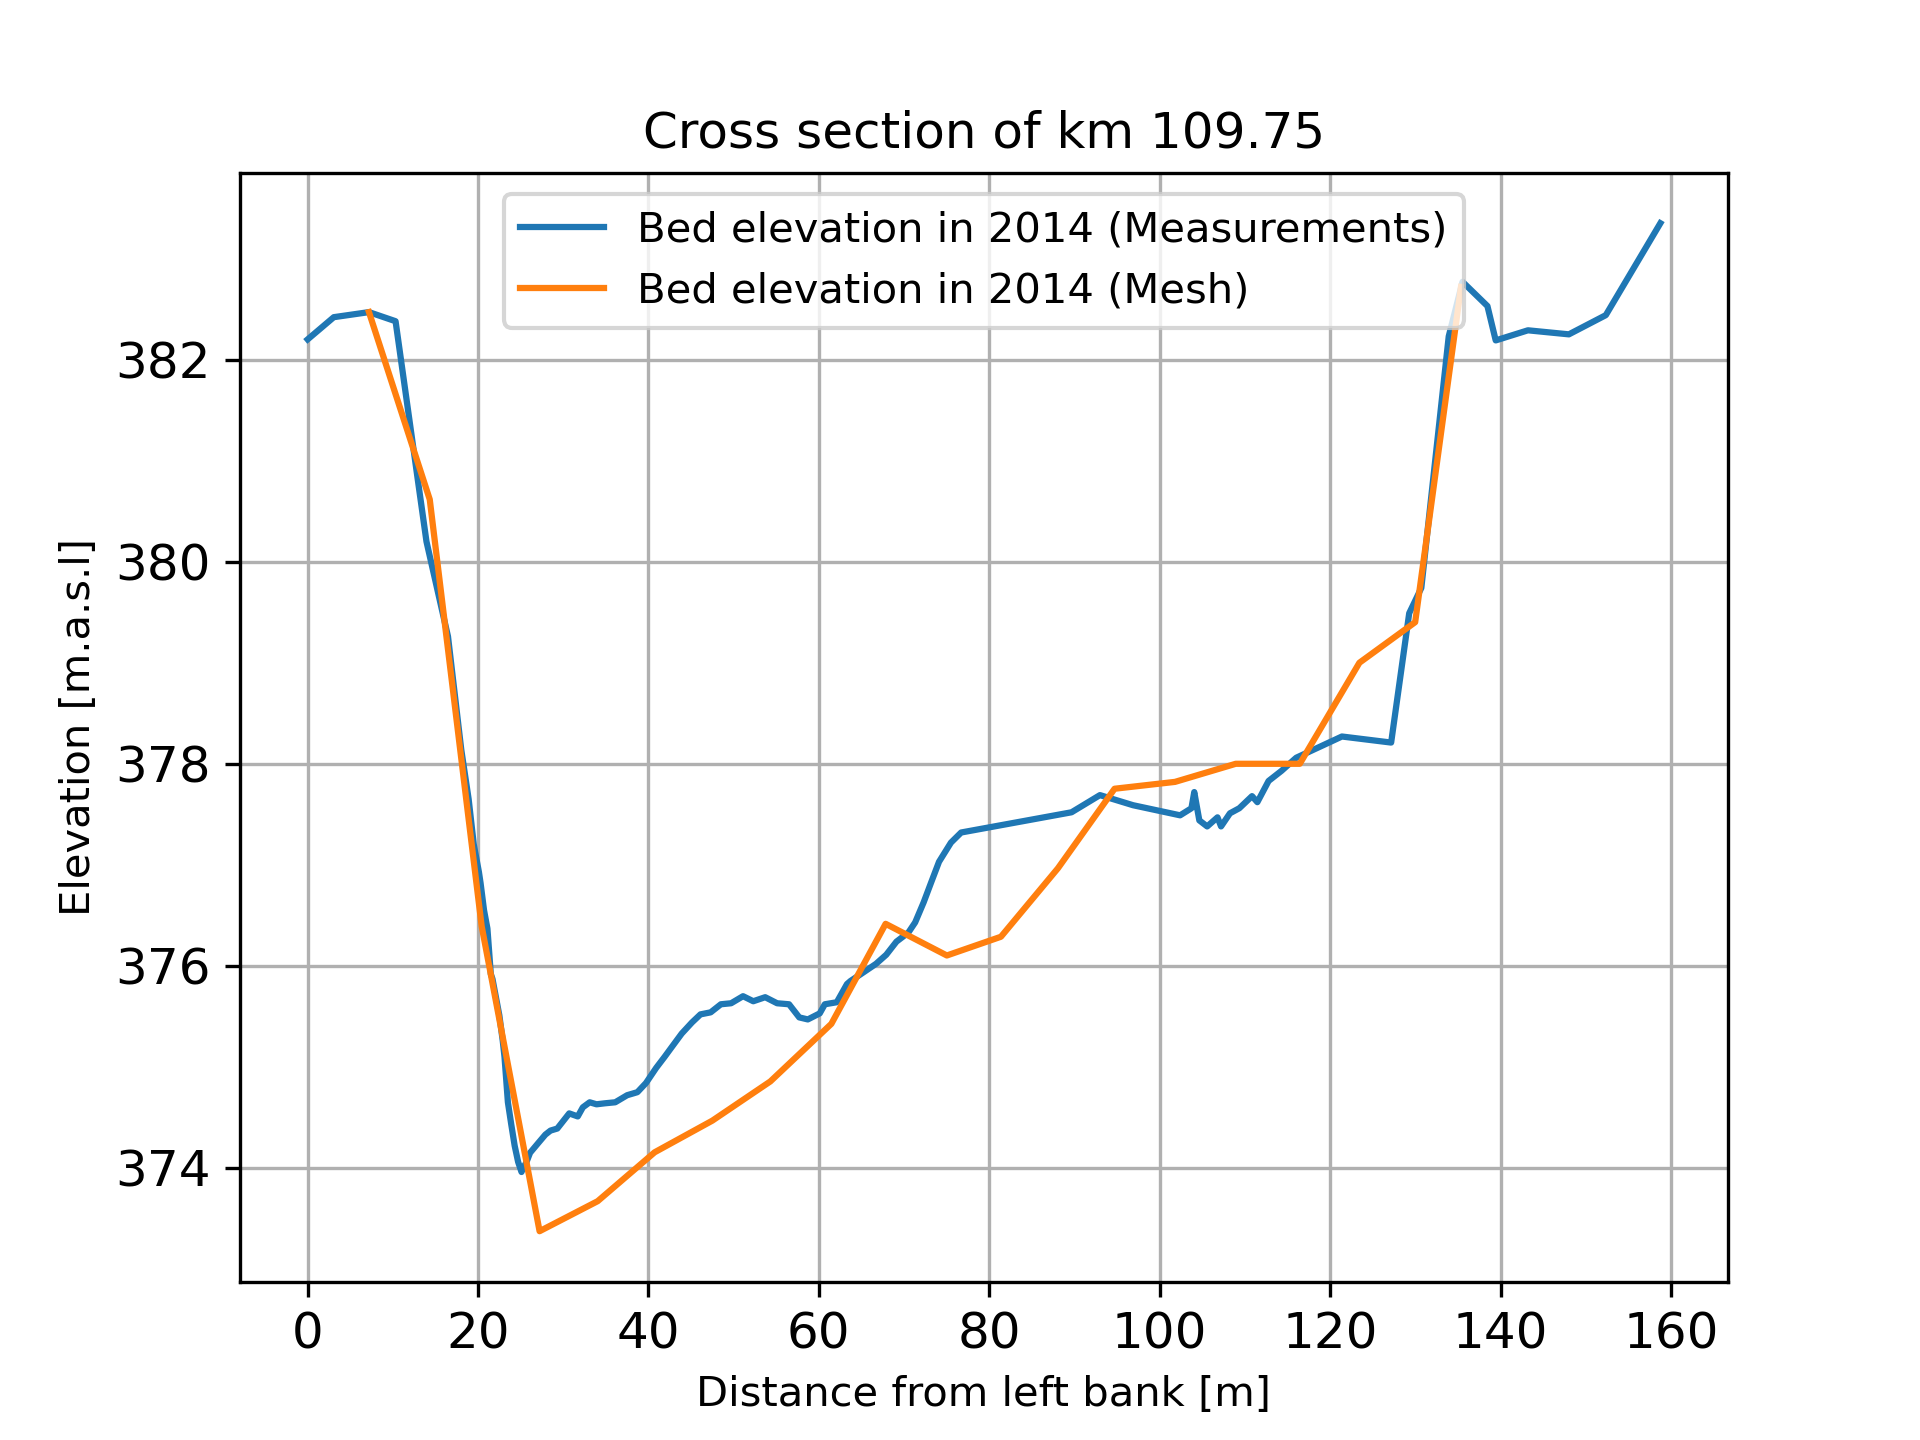 Cross section of km 109.75
Bed elevation in 2014 (Measurements)
Bed elevation in 2014 (Mesh)
Elevation [m.a.s.l]
382
380
378
376
374
0 20 40 60 80 100 120 140 160
Distance from left bank [m]